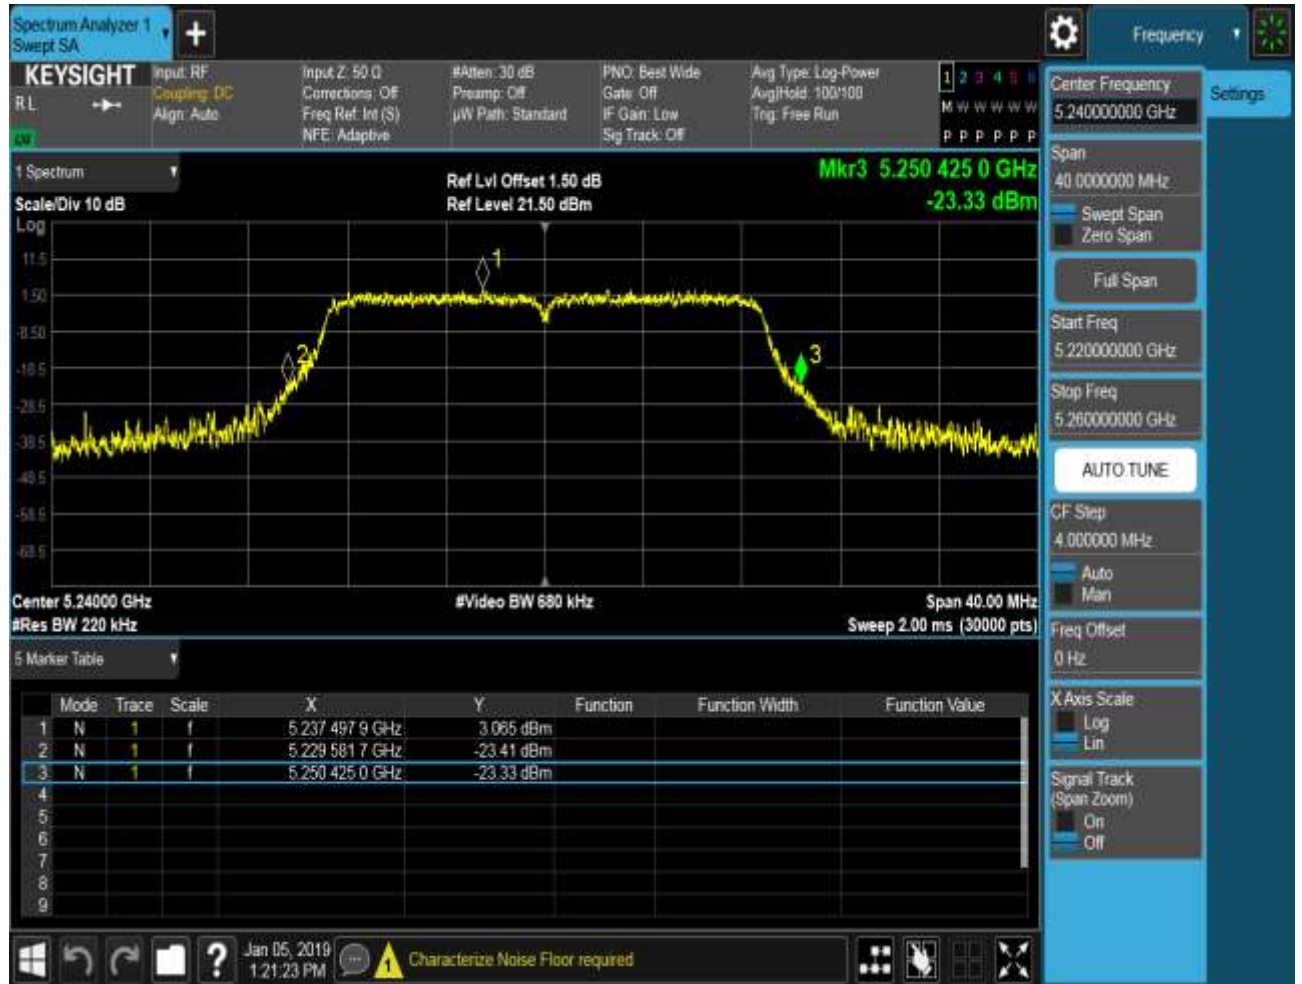 Spectrum Analyzer 1
Swept SA
Frequency
KEYSIGHT
RL
Input: RF
Coupling: DC
Align: Auto
Input Z: 50 Ω
Corrections: Off
Freq Ref: Int (S)
NFE: Adaptive
#Atten: 30 dB
Preamp: Off
µW Path: Standard
PNO: Best Wide
Gate: Off
IF Gain: Low
Sig Track: Off
Avg Type: Log-Power
Avg|Hold: 100/100
Trig: Free Run
1 2 3 4 5 6
M W W W W W
P P P P P P
1 Spectrum
Scale/Div 10 dB
Log
Ref Lvl Offset 1.50 dB
Ref Level 21.50 dBm
Mkr3 5.250 425 0 GHz
-23.33 dBm
11.5
1.50
-8.50
-18.5
-28.5
-38.5
-48.5
-58.5
-68.5
1
2
3
Center 5.24000 GHz
#Video BW 680 kHz
Span 40.00 MHz
#Res BW 220 kHz
Sweep 2.00 ms (30000 pts)
5 Marker Table
Mode Trace Scale X Y Function Function Width Function Value
1 N 1 f 5.237 497 9 GHz 3.065 dBm
2 N 1 f 5.229 581 7 GHz -23.41 dBm
3 N 1 f 5.250 425 0 GHz -23.33 dBm
4
5
6
7
8
9
Jan 05, 2019
1:21:23 PM
Characterize Noise Floor required
Center Frequency
5.240000000 GHz
Settings
Span
40.0000000 MHz
Swept Span
Zero Span
Full Span
Start Freq
5.220000000 GHz
Stop Freq
5.260000000 GHz
AUTO TUNE
CF Step
4.000000 MHz
Auto
Man
Freq Offset
0 Hz
X Axis Scale
Log
Lin
Signal Track
(Span Zoom)
On
Off